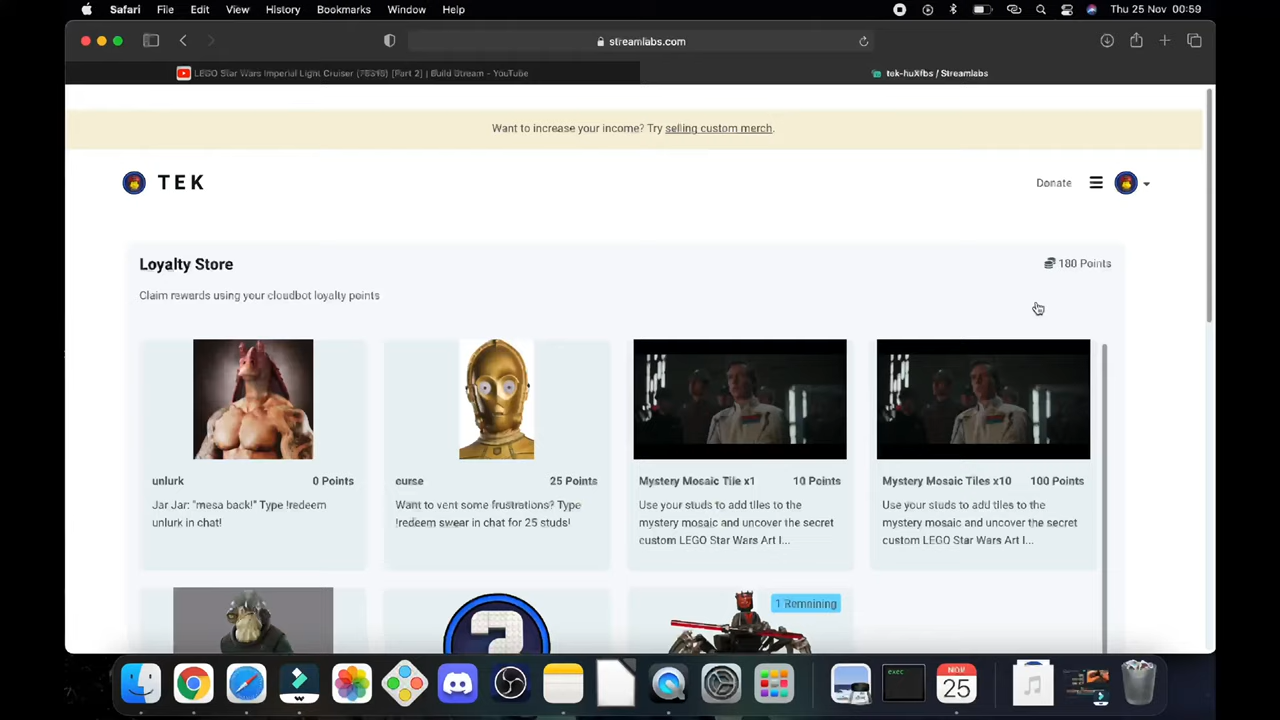 Safari File Edit View History Bookmarks Window Help Thu 25 Nov 00:59
streamlabs.com
LEGO Star Wars Imperial Light Cruiser (75315) [Part 2] | Build Stream - YouTube
tek-huXfbs / Streamlabs
Want to increase your income? Try selling custom merch.
TEK
Donate
Loyalty Store
180 Points
Claim rewards using your cloudbot loyalty points
unlurk 0 Points
Jar Jar: "mesa back!" Type !redeem
unlurk in chat!
curse 25 Points
Want to vent some frustrations? Type
!redeem swear in chat for 25 studs!
Mystery Mosaic Tile x1 10 Points
Use your studs to add tiles to the
mystery mosaic and uncover the secret
custom LEGO Star Wars Art I...
Mystery Mosaic Tiles x10 100 Points
Use your studs to add tiles to the
mystery mosaic and uncover the secret
custom LEGO Star Wars Art I...
?
1 Remaining
exec
NOV
25